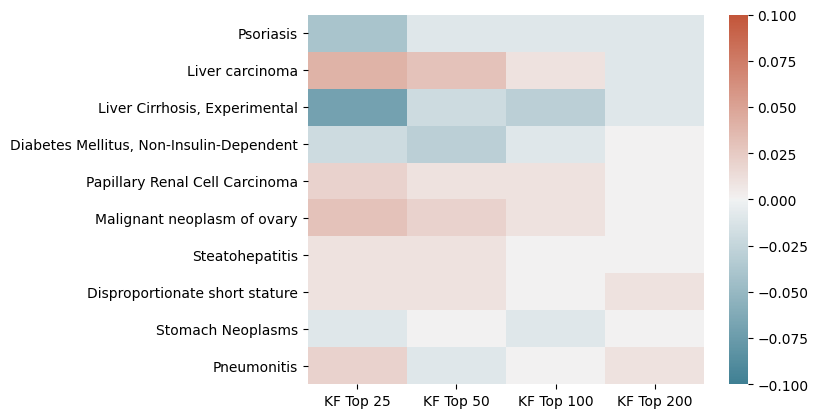 Psoriasis
Liver carcinoma
Liver Cirrhosis, Experimental
Diabetes Mellitus, Non-Insulin-Dependent
Papillary Renal Cell Carcinoma
Malignant neoplasm of ovary
Steatohepatitis
Disproportionate short stature
Stomach Neoplasms
Pneumonitis
KF Top 25 KF Top 50 KF Top 100 KF Top 200
0.100
0.075
0.050
0.025
0.000
−0.025
−0.050
−0.075
−0.100